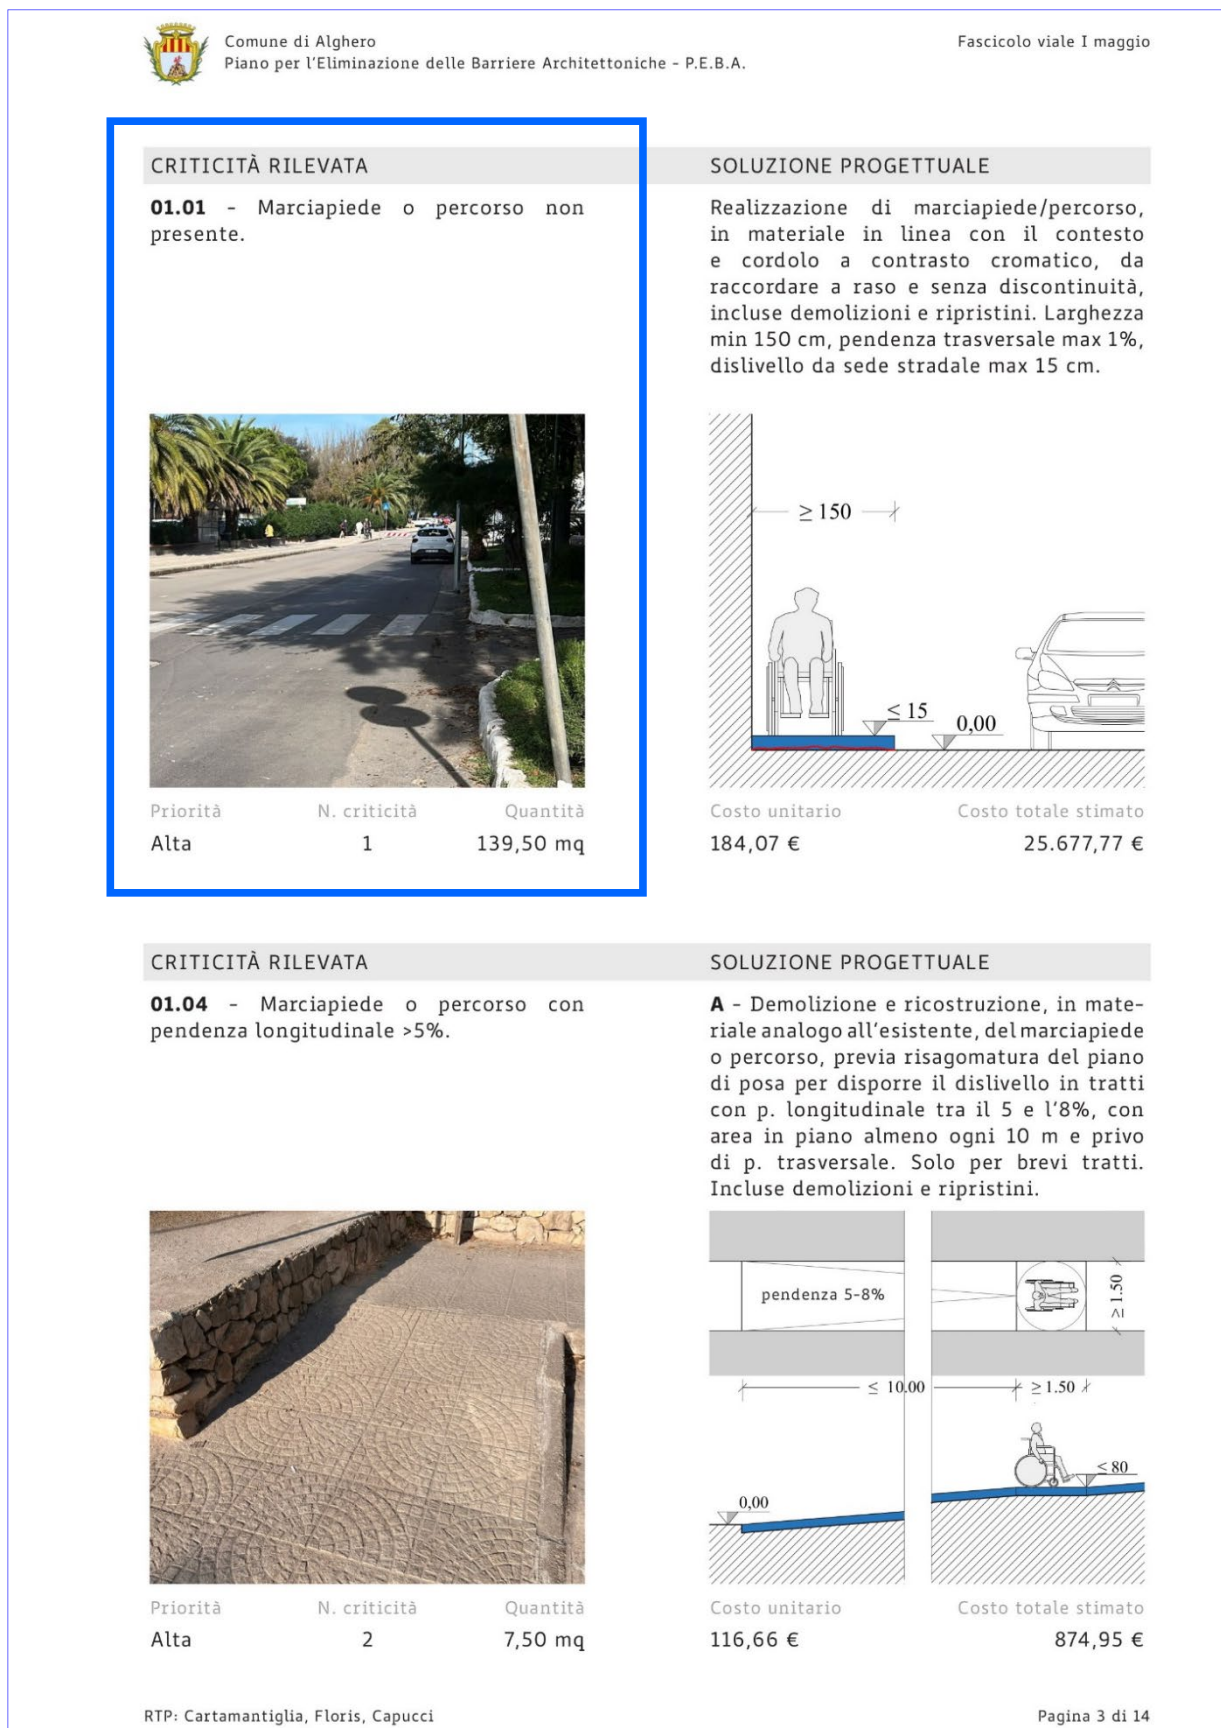 Comune di Alghero
Piano per l'Eliminazione delle Barriere Architettoniche - P.E.B.A.
Fascicolo viale I maggio
CRITICITÀ RILEVATA
01.01 - Marciapiede o percorso non
presente.
Priorità N. criticità Quantità
Alta 1 139,50 mq
SOLUZIONE PROGETTUALE
Realizzazione di marciapiede/percorso,
in materiale in linea con il contesto
e cordolo a contrasto cromatico, da
raccordare a raso e senza discontinuità,
incluse demolizioni e ripristini. Larghezza
min 150 cm, pendenza trasversale max 1%,
dislivello da sede stradale max 15 cm.
≥ 150
≤ 15
0,00
Costo unitario Costo totale stimato
184,07 € 25.677,77 €
CRITICITÀ RILEVATA
01.04 - Marciapiede o percorso con
pendenza longitudinale >5%.
Priorità N. criticità Quantità
Alta 2 7,50 mq
SOLUZIONE PROGETTUALE
A - Demolizione e ricostruzione, in mate-
riale analogo all'esistente, del marciapiede
o percorso, previa risagomatura del piano
di posa per disporre il dislivello in tratti
con p. longitudinale tra il 5 e l'8%, con
area in piano almeno ogni 10 m e privo
di p. trasversale. Solo per brevi tratti.
Incluse demolizioni e ripristini.
pendenza 5-8%
≥ 1.50
≤ 10.00
≥ 1.50
≤ 80
0,00
Costo unitario Costo totale stimato
116,66 € 874,95 €
RTP: Cartamantiglia, Floris, Capucci
Pagina 3 di 14